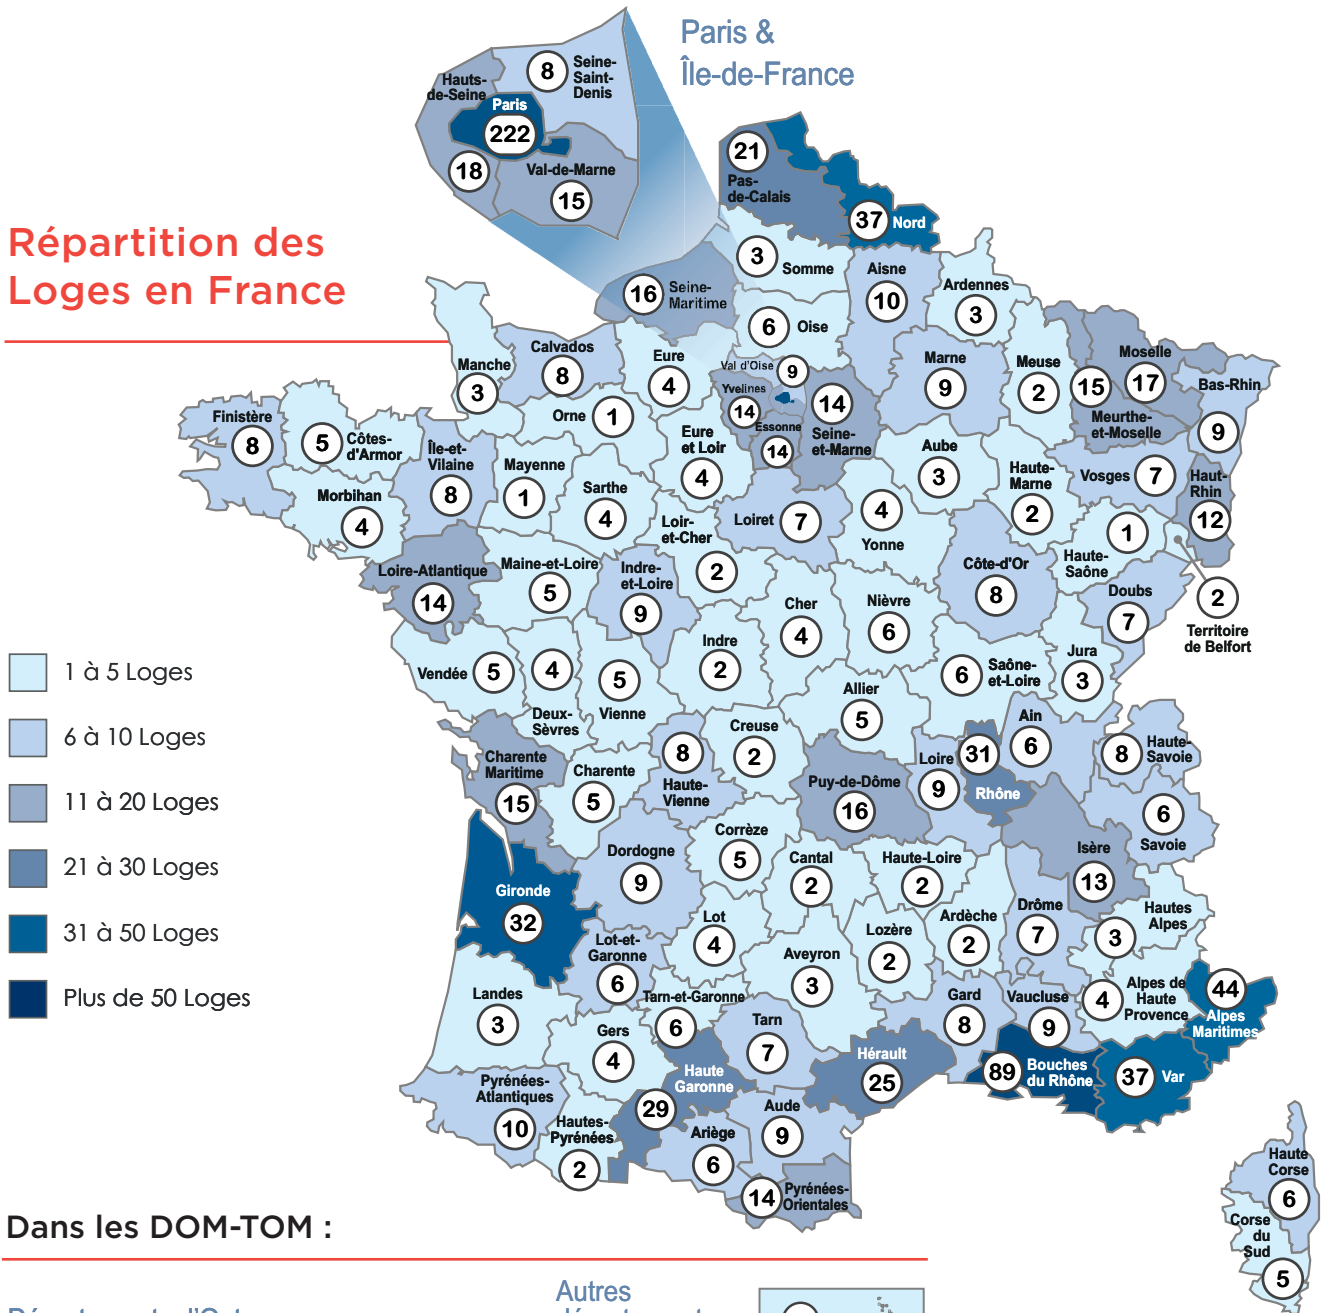 Paris &
Île-de-France
Répartition des
Loges en France
Hauts-
de-Seine
18
8
Seine-
Saint-
Denis
Paris
222
Val-de-Marne
15
21
Pas-
de-Calais
37 Nord
3
Somme
16
Seine-
Maritime
Aisne
10
Ardennes
3
6 Oise
Manche
3
Calvados
8
Eure
4
Val d'Oise
9
Yvelines
14
Essonne
14
14
Seine-
et-Marne
Marne
9
Meuse
2
15
Meurthe-
et-Moselle
Moselle
17
Bas-Rhin
9
Finistère
8
5
Côtes-
d'Armor
Morbihan
4
Île-et-
Vilaine
8
Orne 1
Mayenne
1
Sarthe
4
Eure
et Loir
4
Loiret 7
Aube
3
4
Yonne
Haute-
Marne
2
Vosges 7
Haut-
Rhin
12
1
Haute-
Saône
2
Territoire
de Belfort
Loire-Atlantique
14
Maine-et-Loire
5
Indre-
et-Loire
9
Loir-
et-Cher
2
Cher
4
Nièvre
6
Côte-d'Or
8
Doubs
7
Vendée 5
4
Deux-
Sèvres
5
Vienne
Indre
2
Allier
5
6
Saône-
et-Loire
Jura
3
1 à 5 Loges
6 à 10 Loges
11 à 20 Loges
21 à 30 Loges
31 à 50 Loges
Plus de 50 Loges
Charente
Maritime
15
Charente
5
8
Haute-
Vienne
Creuse
2
Puy-de-Dôme
16
Loire
9
31
Rhône
Ain
6
8
Haute-
Savoie
6
Savoie
Gironde
32
Dordogne
9
Corrèze
5
Cantal
2
Haute-Loire
2
Isère
13
Lot
4
Lot-et-
Garonne
6
Aveyron
3
Lozère
2
Ardèche
2
Drôme
7
3
Hautes
Alpes
Landes
3
Gers
4
Tarn-et-Garonne
6
Tarn
7
Gard
8
Vaucluse
9
4
Alpes de
Haute
Provence
44
Alpes
Maritimes
Haute
Garonne
29
Hérault
25
89
Bouches
du Rhône
37 Var
Pyrénées-
Atlantiques
10
Hautes-
Pyrénées
2
Ariège
6
Aude
9
14
Pyrénées-
Orientales
Haute
Corse
6
Corse
du
Sud
5
Dans les DOM-TOM :
Autres